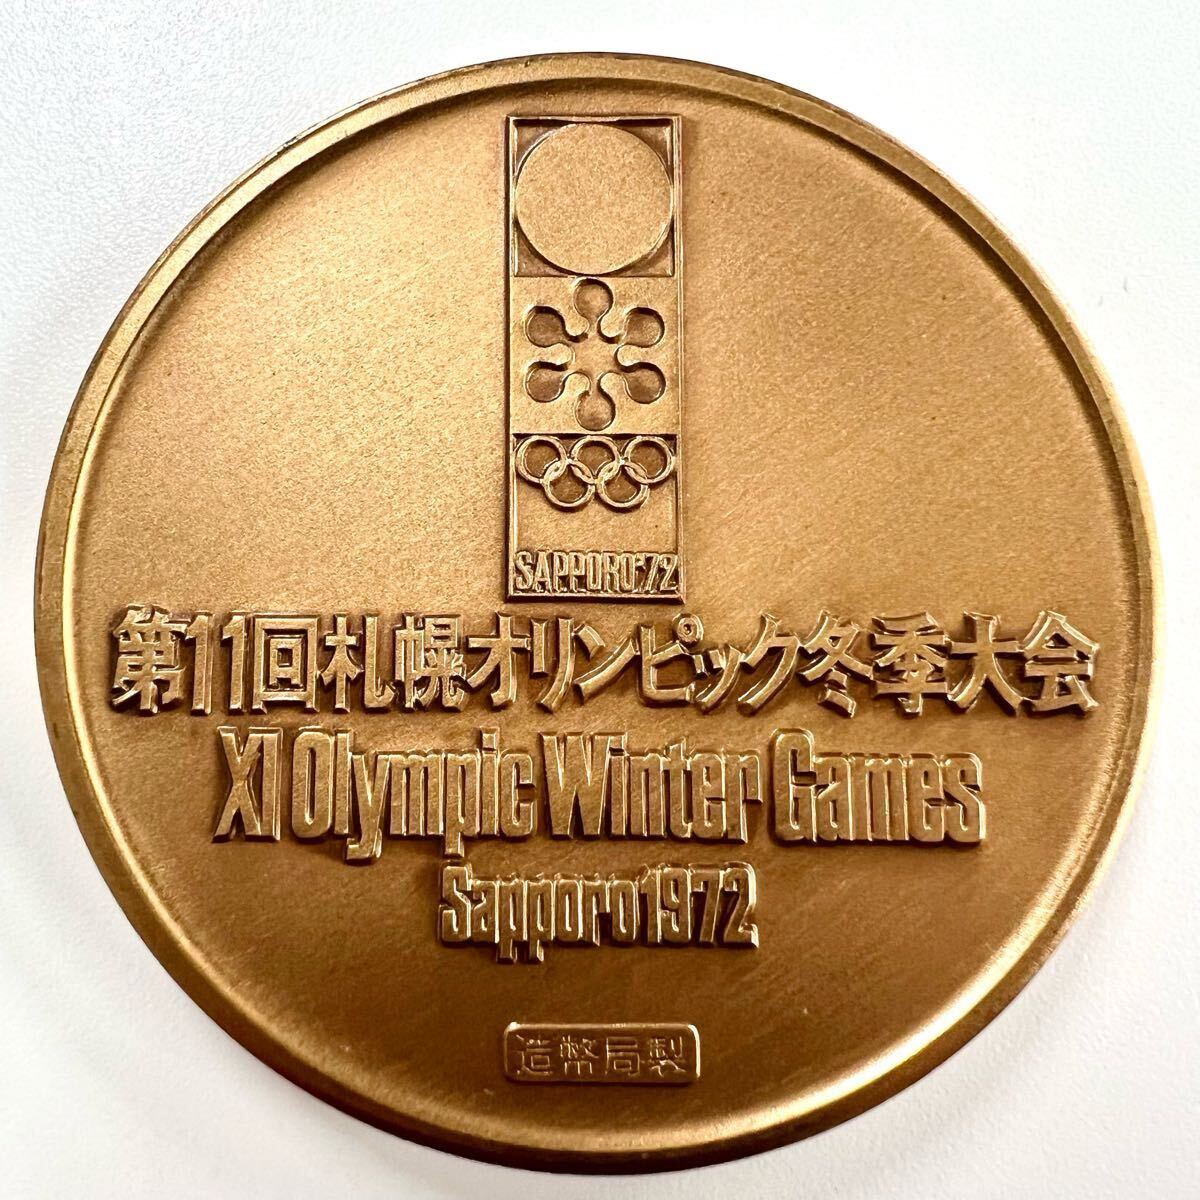 SAPPORO'72
第11回札幌オリンピック冬季大会
XI Olympic Winter Games
Sapporo 1972
造幣局製